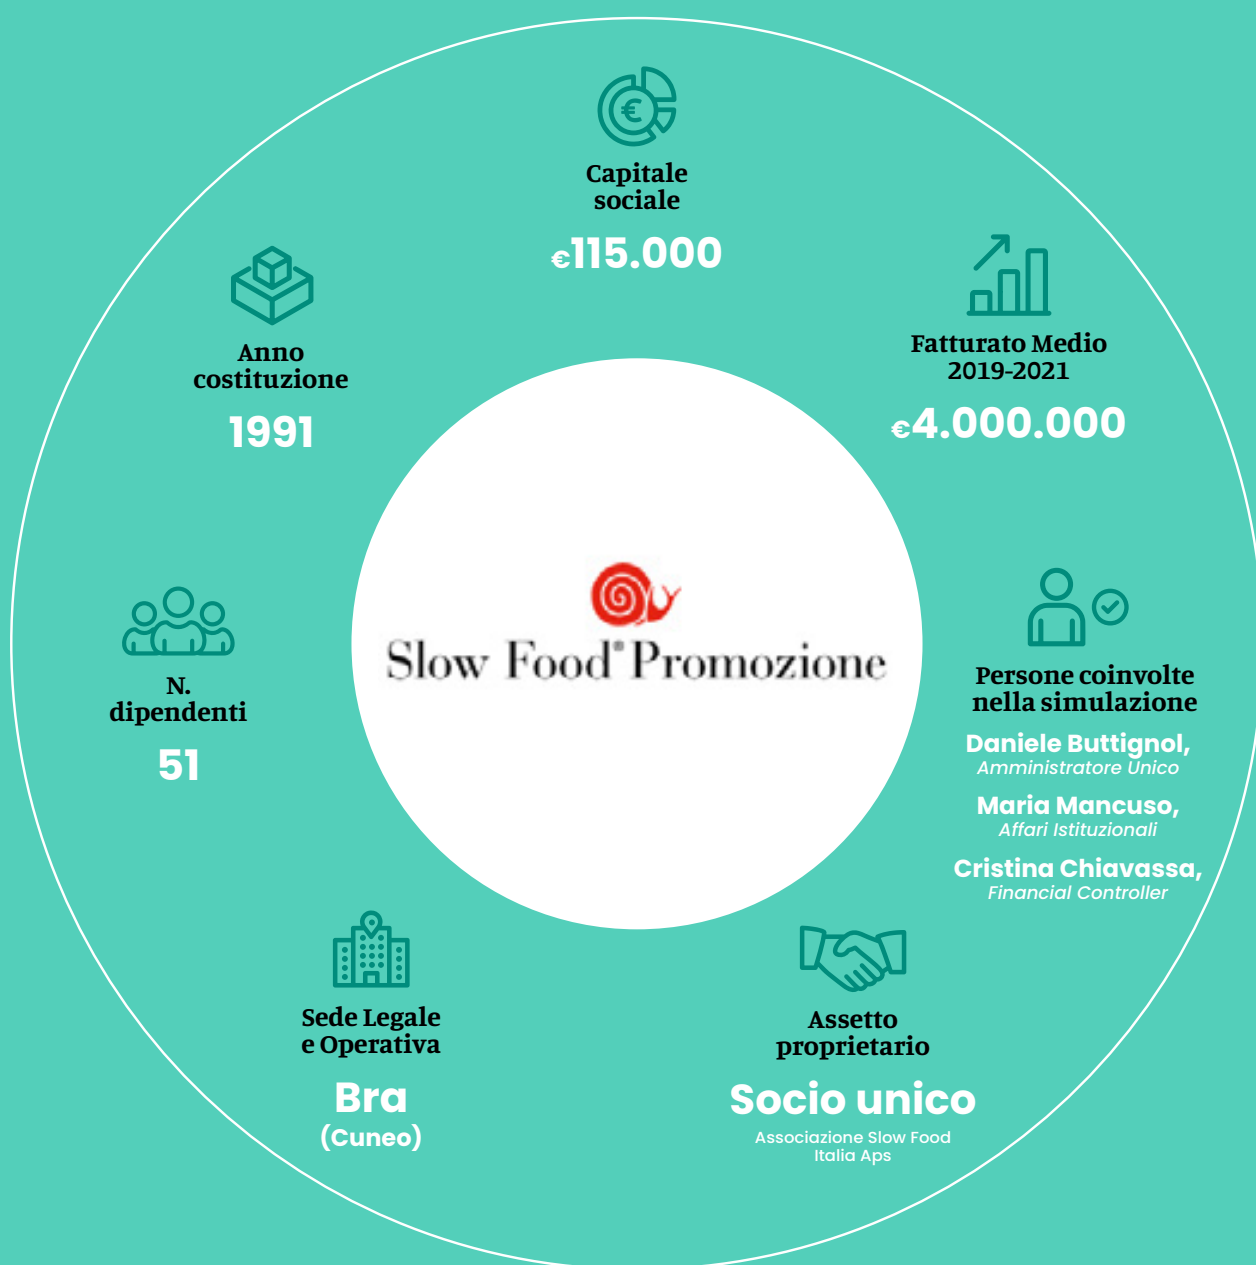 Capitale
sociale
€115.000
Anno
costituzione
1991
Fatturato Medio
2019-2021
€4.000.000
Slow Food® Promozione
N.
dipendenti
51
Persone coinvolte
nella simulazione
Daniele Buttignol,
Amministratore Unico
Maria Mancuso,
Affari Istituzionali
Cristina Chiavassa,
Financial Controller
Sede Legale
e Operativa
Bra
(Cuneo)
Assetto
proprietario
Socio unico
Associazione Slow Food
Italia Aps